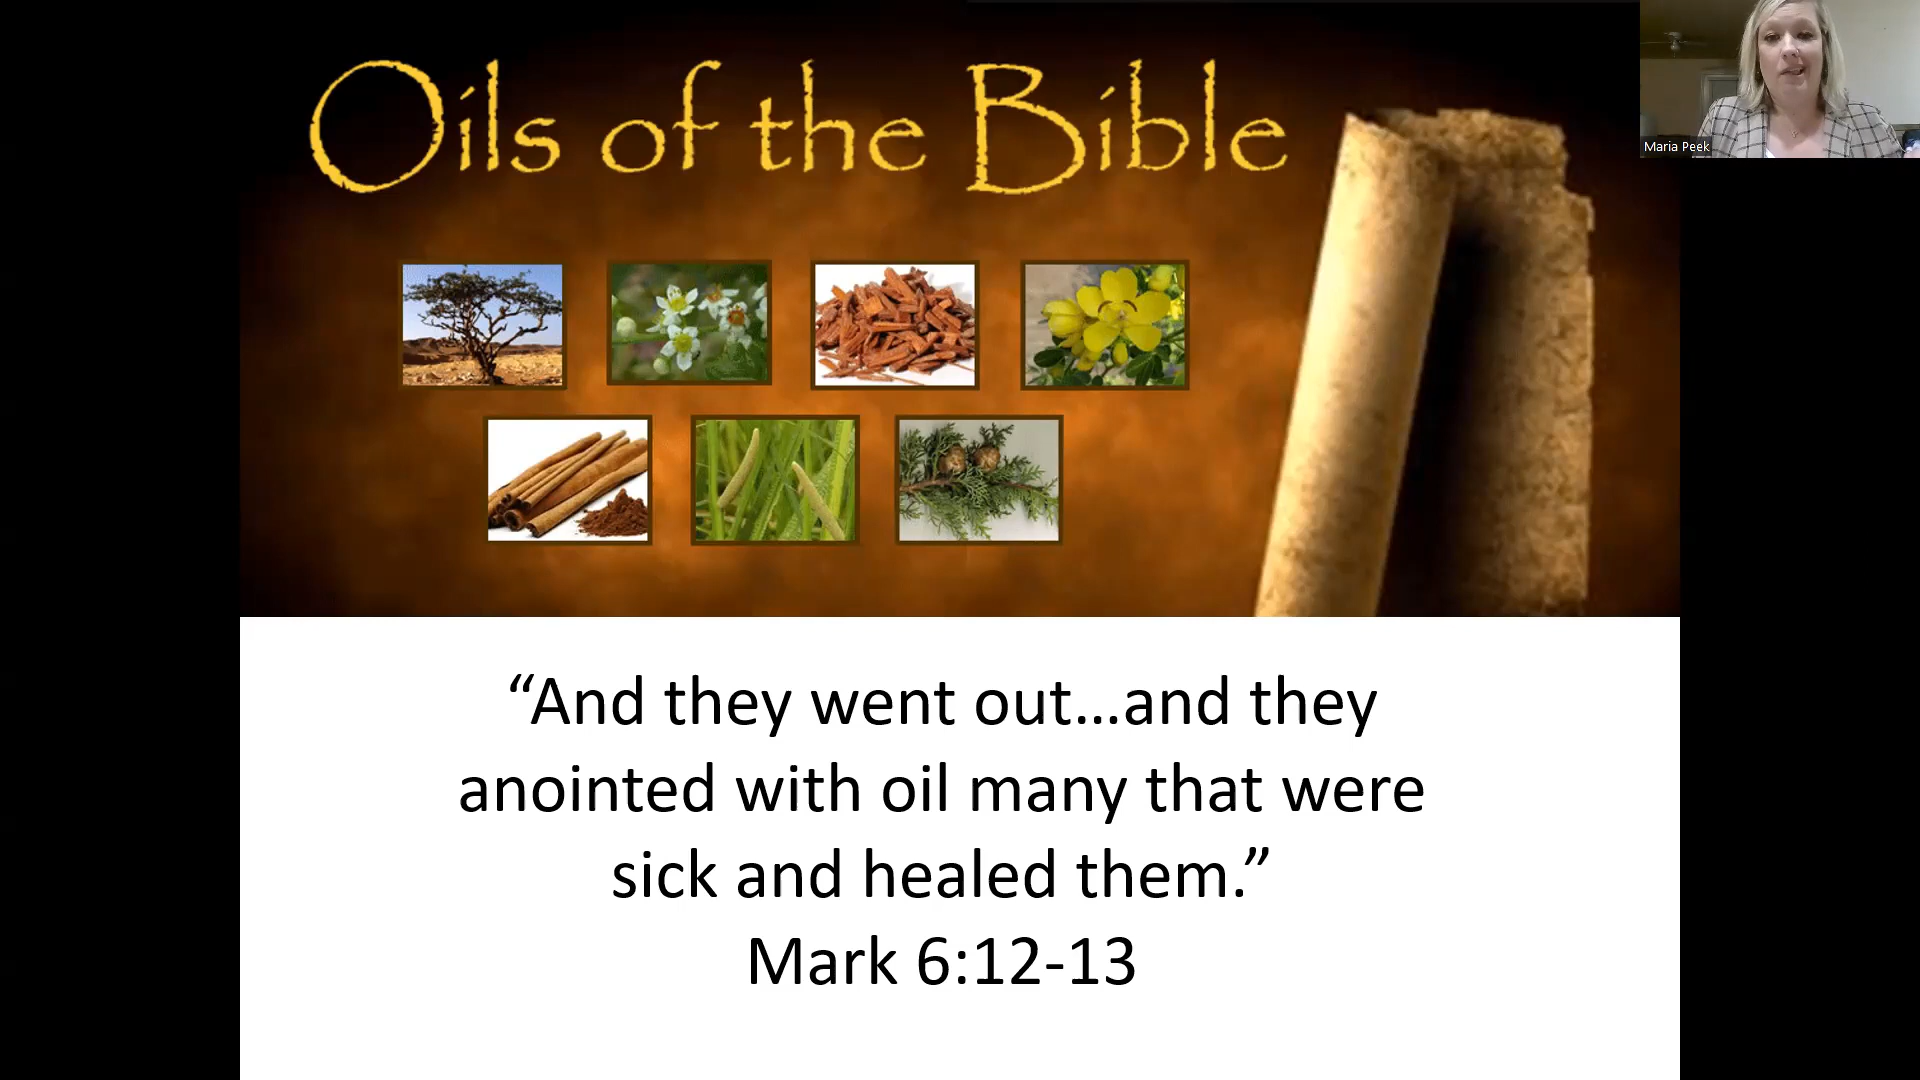 Oils of the Bible
Maria Peek
“And they went out...and they
anointed with oil many that were
sick and healed them.”
Mark 6:12-13